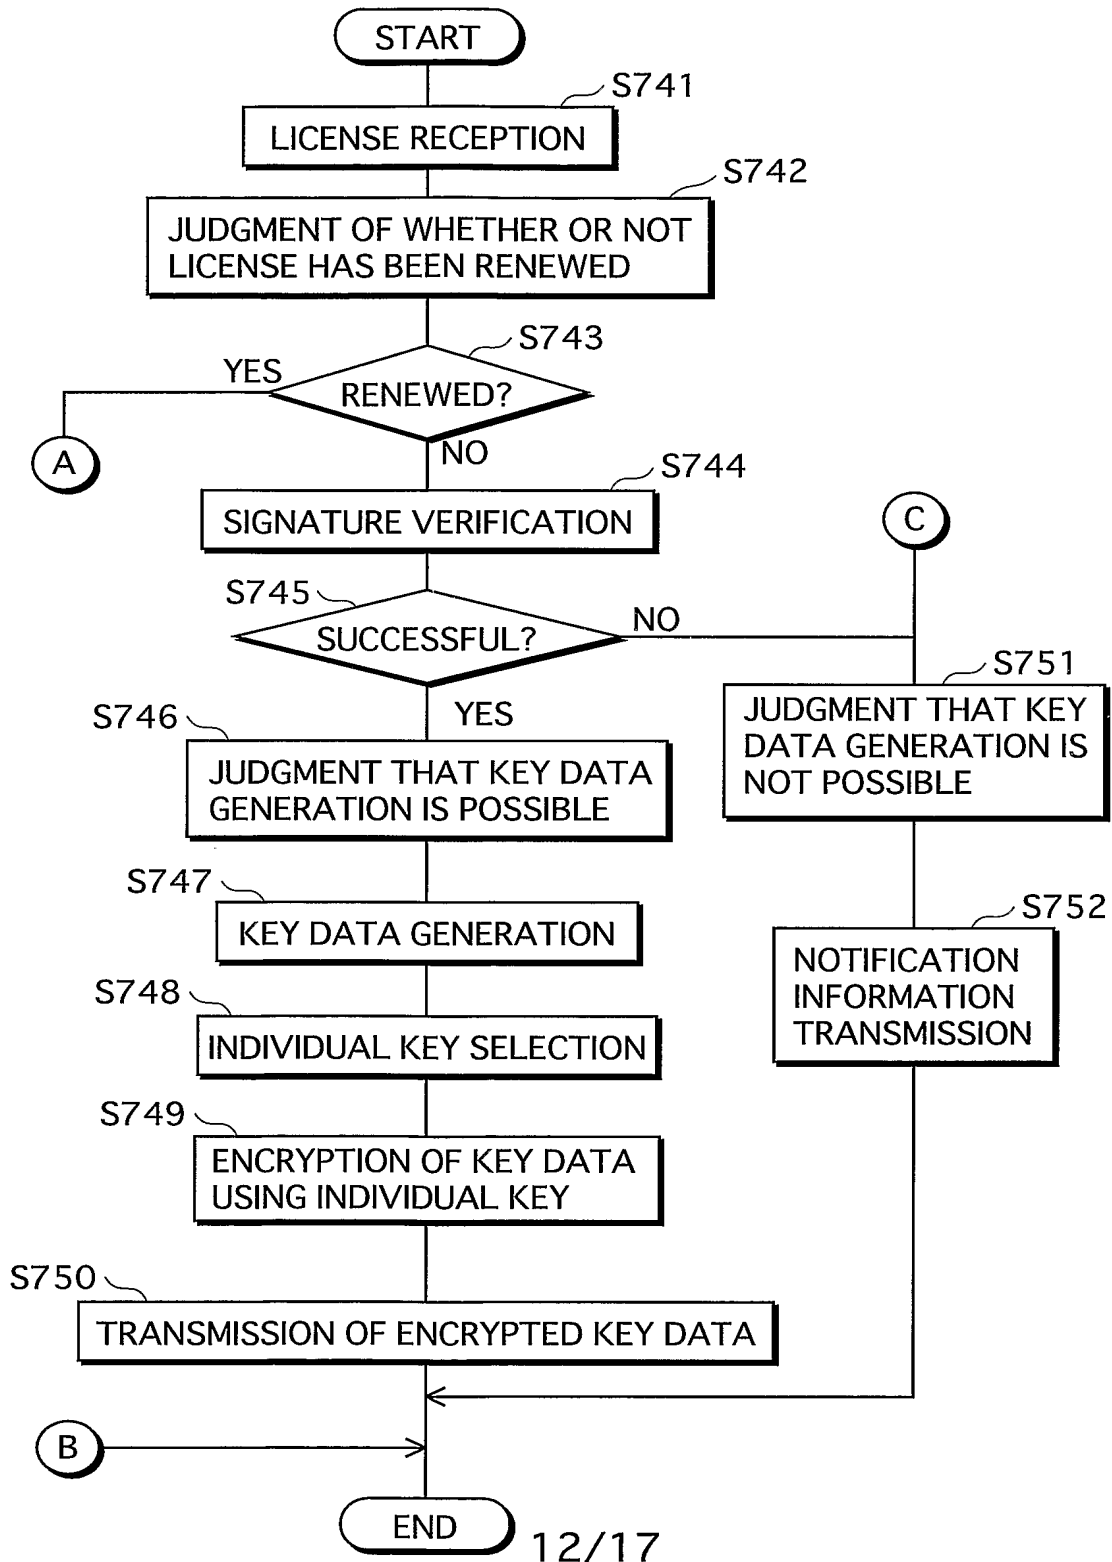 START
S741
LICENSE RECEPTION
S742
JUDGMENT OF WHETHER OR NOT
LICENSE HAS BEEN RENEWED
S743
YES
RENEWED?
A
NO
S744
SIGNATURE VERIFICATION
C
S745
SUCCESSFUL?
NO
S751
JUDGMENT THAT KEY
DATA GENERATION IS
NOT POSSIBLE
YES
S746
JUDGMENT THAT KEY DATA
GENERATION IS POSSIBLE
S747
KEY DATA GENERATION
S752
NOTIFICATION
INFORMATION
TRANSMISSION
S748
INDIVIDUAL KEY SELECTION
S749
ENCRYPTION OF KEY DATA
USING INDIVIDUAL KEY
S750
TRANSMISSION OF ENCRYPTED KEY DATA
B
END
12/17